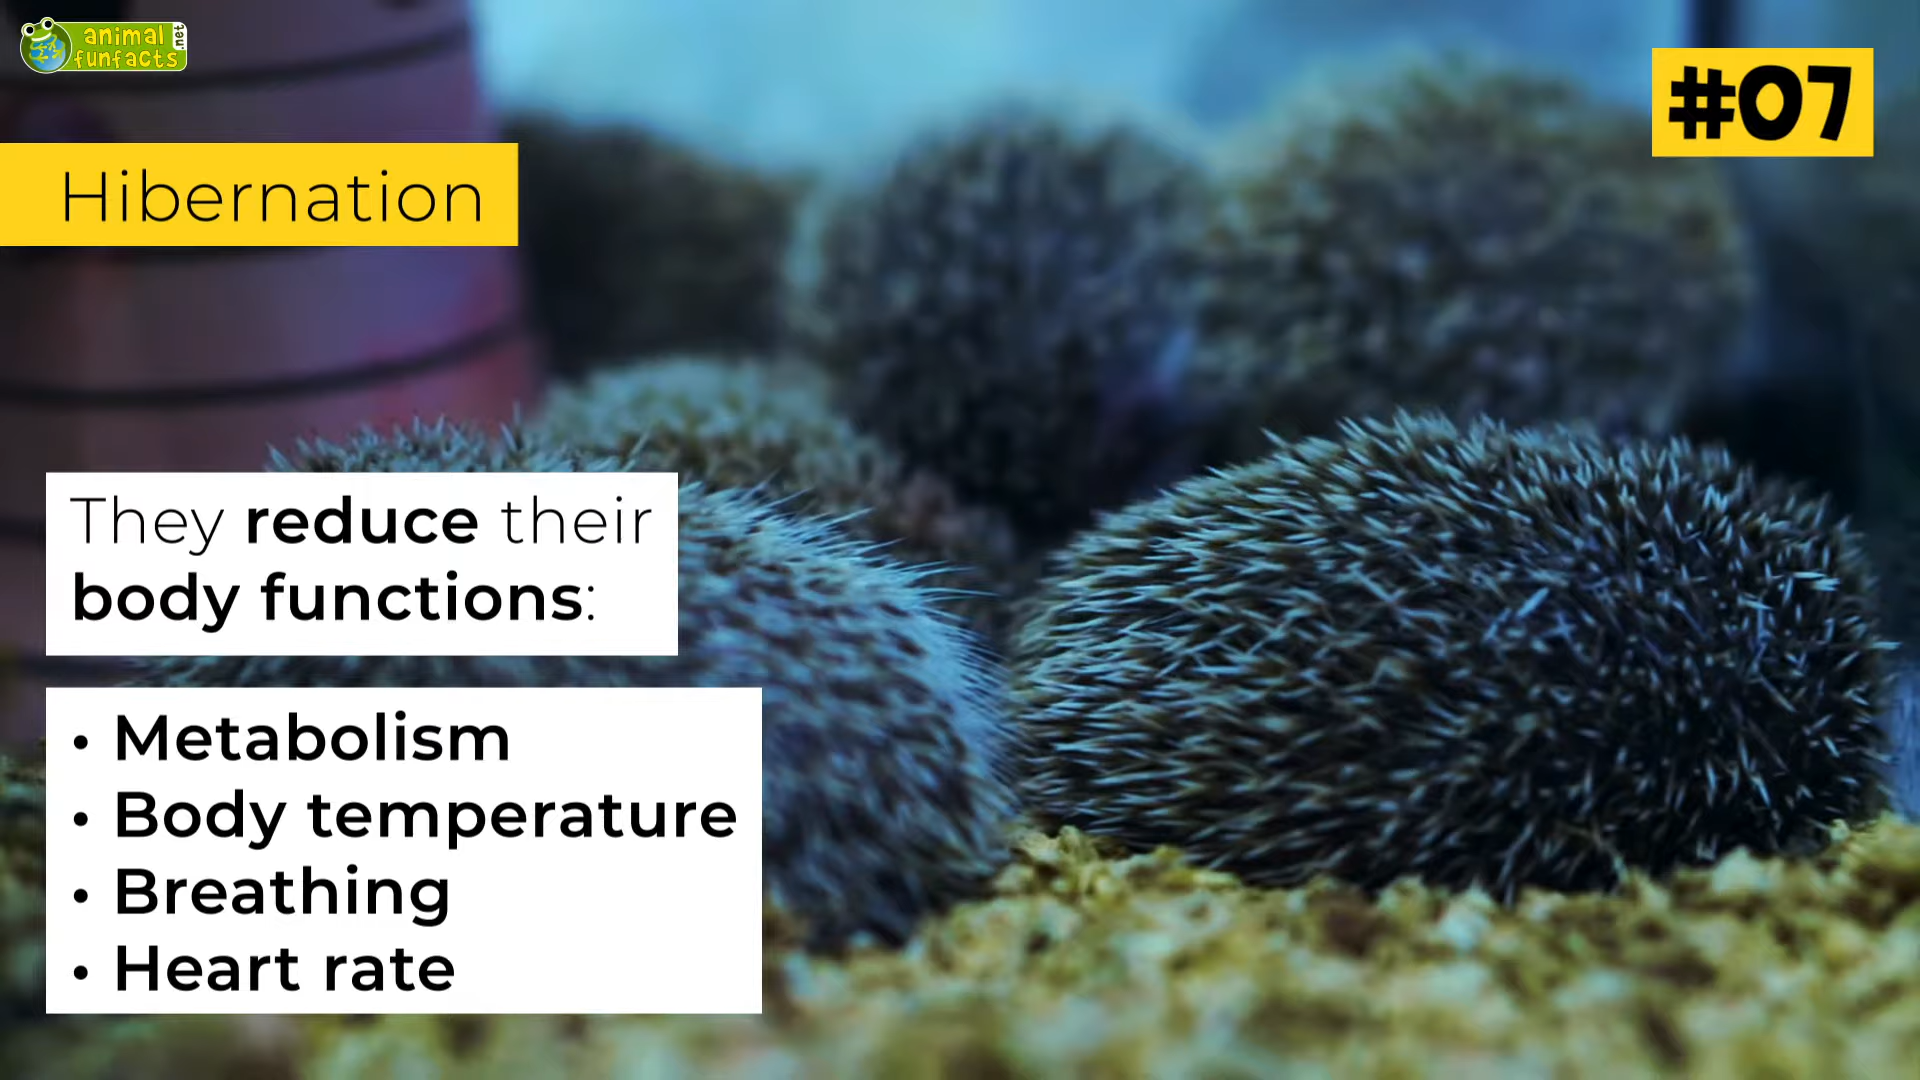 animal
funfacts
.net
#07
Hibernation
They reduce their
body functions:
• Metabolism
• Body temperature
• Breathing
• Heart rate